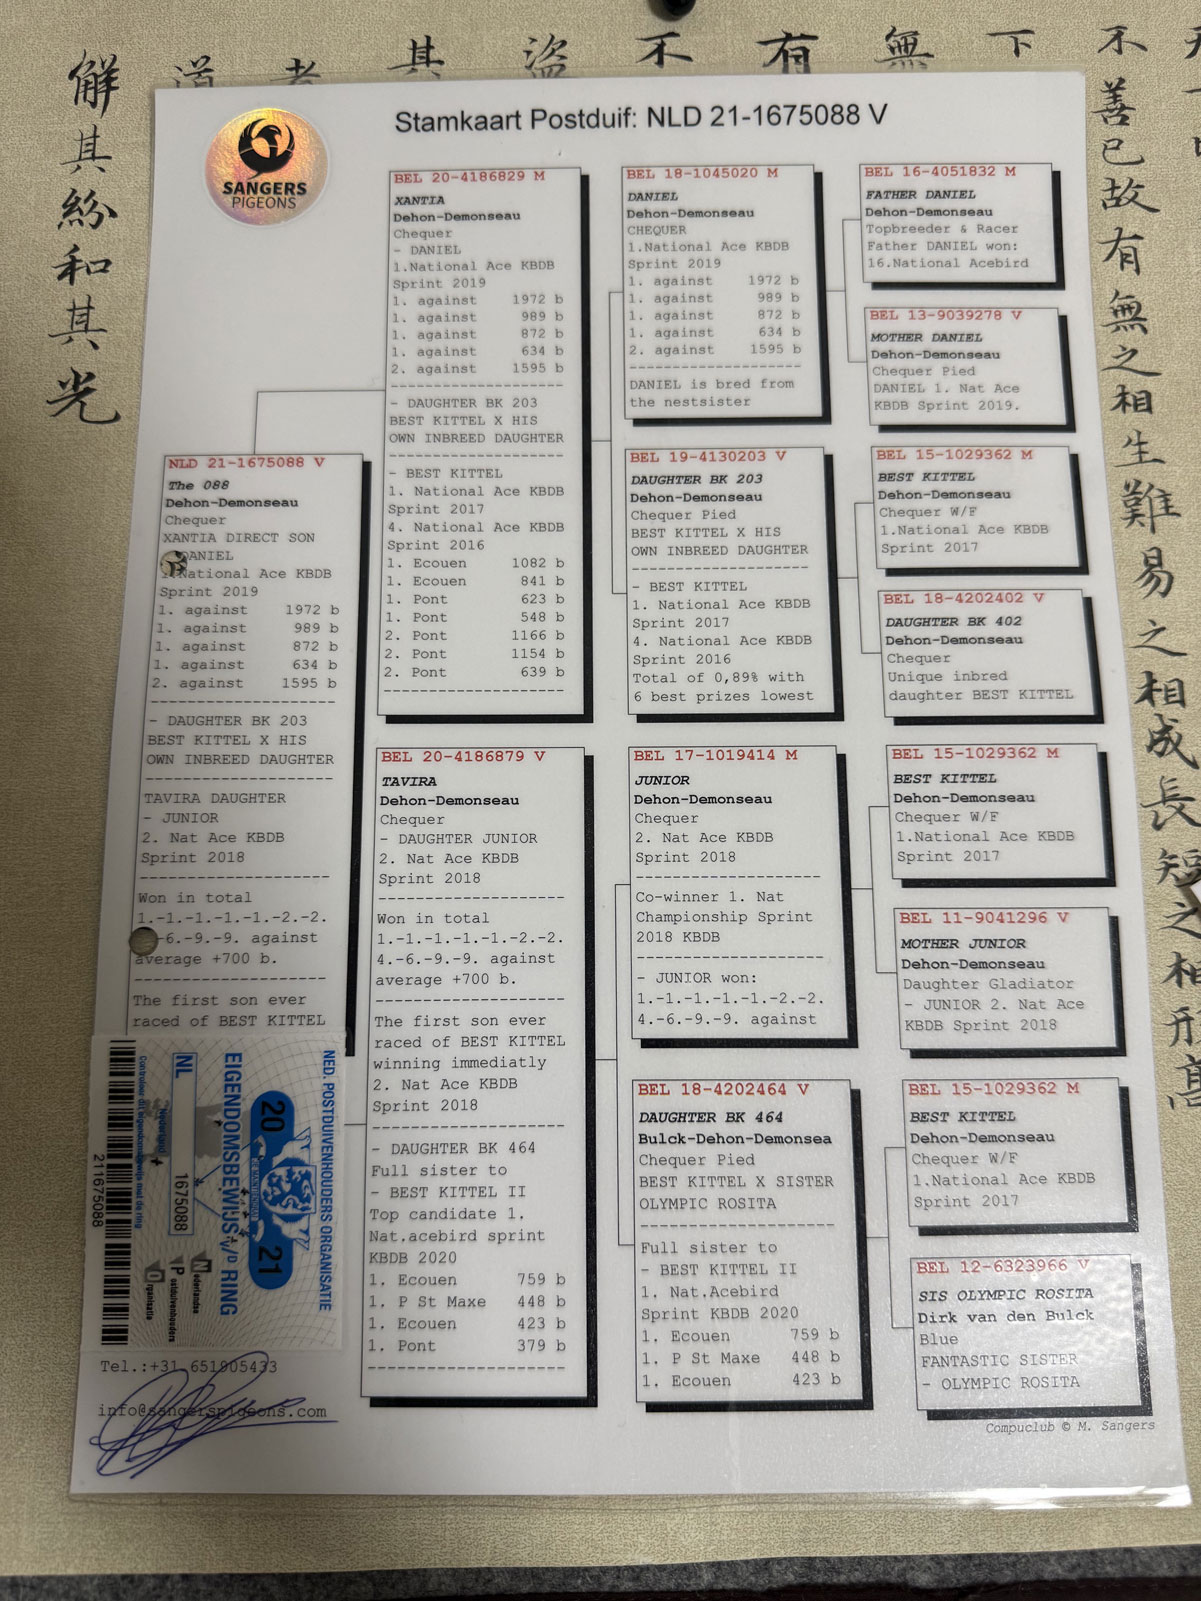 解其紛和其光
道者其盜不有無下不
善已故有無之相生難易之相成長短之相形高
SANGERS
PIGEONS
Stamkaart Postduif: NLD 21-1675088 V
NLD 21-1675088 V
The 088
Dehon-Demonseau
Chequer
XANTIA DIRECT SON
DANIEL
National Ace KBDB
Sprint 2019
1. against 1972 b
1. against 989 b
1. against 872 b
1. against 634 b
2. against 1595 b
--------------------
- DAUGHTER BK 203
BEST KITTEL X HIS
OWN INBREED DAUGHTER
--------------------
TAVIRA DAUGHTER
- JUNIOR
2. Nat Ace KBDB
Sprint 2018
--------------------
Won in total
1.-1.-1.-1.-1.-2.-2.
-6.-9.-9. against
average +700 b.
--------------------
The first son ever
raced of BEST KITTEL
BEL 20-4186829 M
XANTIA
Dehon-Demonseau
Chequer
- DANIEL
1.National Ace KBDB
Sprint 2019
1. against 1972 b
1. against 989 b
1. against 872 b
1. against 634 b
2. against 1595 b
--------------------
- DAUGHTER BK 203
BEST KITTEL X HIS
OWN INBREED DAUGHTER
--------------------
- BEST KITTEL
1. National Ace KBDB
Sprint 2017
4. National Ace KBDB
Sprint 2016
1. Ecouen 1082 b
1. Ecouen 841 b
1. Pont 623 b
1. Pont 548 b
2. Pont 1166 b
2. Pont 1154 b
2. Pont 639 b
--------------------
BEL 20-4186879 V
TAVIRA
Dehon-Demonseau
Chequer
- DAUGHTER JUNIOR
2. Nat Ace KBDB
Sprint 2018
--------------------
Won in total
1.-1.-1.-1.-1.-2.-2.
4.-6.-9.-9. against
average +700 b.
--------------------
The first son ever
raced of BEST KITTEL
winning immediatly
2. Nat Ace KBDB
Sprint 2018
--------------------
- DAUGHTER BK 464
Full sister to
- BEST KITTEL II
Top candidate 1.
Nat.acebird sprint
KBDB 2020
1. Ecouen 759 b
1. P St Maxe 448 b
1. Ecouen 423 b
1. Pont 379 b
--------------------
BEL 18-1045020 M
DANIEL
Dehon-Demonseau
CHEQUER
1.National Ace KBDB
Sprint 2019
1. against 1972 b
1. against 989 b
1. against 872 b
1. against 634 b
2. against 1595 b
--------------------
DANIEL is bred from
the nestsister
BEL 19-4130203 V
DAUGHTER BK 203
Dehon-Demonseau
Chequer Pied
BEST KITTEL X HIS
OWN INBREED DAUGHTER
--------------------
- BEST KITTEL
1. National Ace KBDB
Sprint 2017
4. National Ace KBDB
Sprint 2016
Total of 0,89% with
6 best prizes lowest
BEL 17-1019414 M
JUNIOR
Dehon-Demonseau
Chequer
2. Nat Ace KBDB
Sprint 2018
--------------------
Co-winner 1. Nat
Championship Sprint
2018 KBDB
--------------------
- JUNIOR won:
1.-1.-1.-1.-1.-2.-2.
4.-6.-9.-9. against
BEL 18-4202464 V
DAUGHTER BK 464
Bulck-Dehon-Demonsea
Chequer Pied
BEST KITTEL X SISTER
OLYMPIC ROSITA
--------------------
Full sister to
- BEST KITTEL II
1. Nat.Acebird
Sprint KBDB 2020
1. Ecouen 759 b
1. P St Maxe 448 b
1. Ecouen 423 b
BEL 16-4051832 M
FATHER DANIEL
Dehon-Demonseau
Topbreeder & Racer
Father DANIEL won:
16.National Acebird
BEL 13-9039278 V
MOTHER DANIEL
Dehon-Demonseau
Chequer Pied
DANIEL 1. Nat Ace
KBDB Sprint 2019.
BEL 15-1029362 M
BEST KITTEL
Dehon-Demonseau
Chequer W/F
1.National Ace KBDB
Sprint 2017
BEL 18-4202402 V
DAUGHTER BK 402
Dehon-Demonseau
Chequer
Unique inbred
daughter BEST KITTEL
BEL 15-1029362 M
BEST KITTEL
Dehon-Demonseau
Chequer W/F
1.National Ace KBDB
Sprint 2017
BEL 11-9041296 V
MOTHER JUNIOR
Dehon-Demonseau
Daughter Gladiator
- JUNIOR 2. Nat Ace
KBDB Sprint 2018
BEL 15-1029362 M
BEST KITTEL
Dehon-Demonseau
Chequer W/F
1.National Ace KBDB
Sprint 2017
BEL 12-6323966 V
SIS OLYMPIC ROSITA
Dirk van den Bulck
Blue
FANTASTIC SISTER
- OLYMPIC ROSITA
NED. POSTDUIVENHOUDERS ORGANISATIE
20 21
EIGENDOMSBEWIJS V/D RING
NL 1675088
Nederland
Nederlandse
Postduivenhouders
Organisatie
Controleer dit eigendomsbewijs met de ring
211675088
Tel.:+31 651905433
info@sangerspigeons.com
Compuclub © M. Sangers